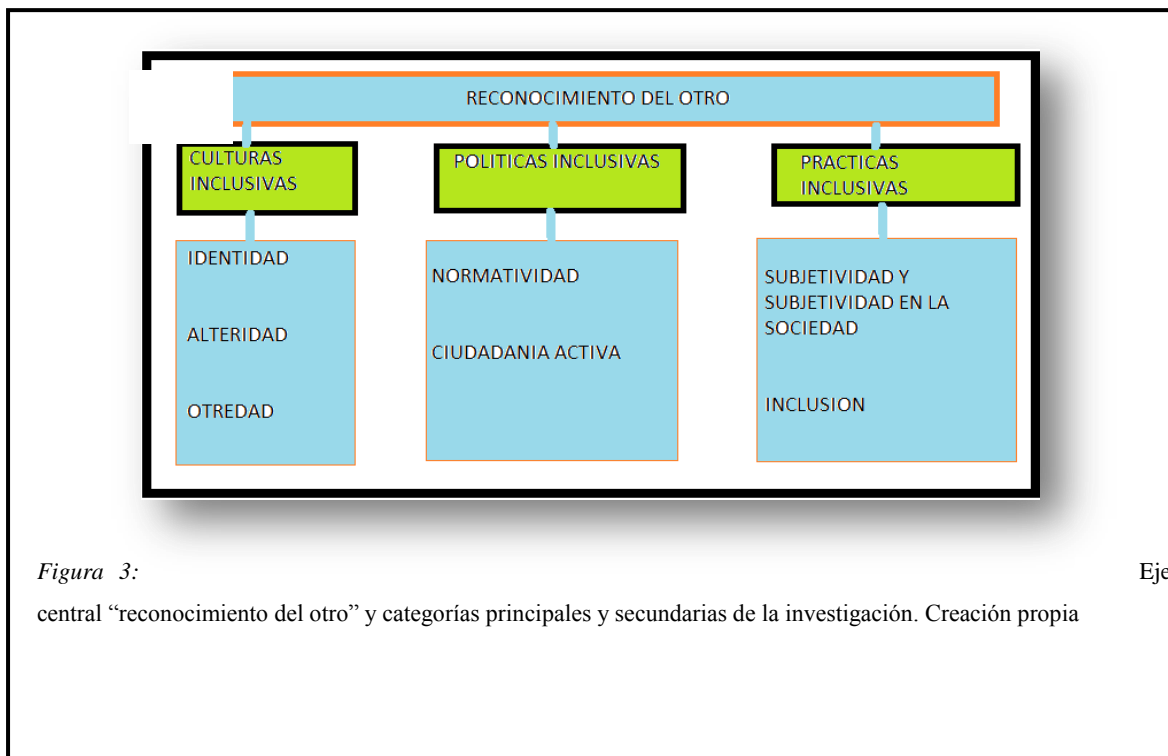 RECONOCIMIENTO DEL OTRO
CULTURAS
INCLUSIVAS
POLITICAS INCLUSIVAS
PRACTICAS
INCLUSIVAS
IDENTIDAD
ALTERIDAD
OTREDAD
NORMATIVIDAD
CIUDADANIA ACTIVA
SUBJETIVIDAD Y
SUBJETIVIDAD EN LA
SOCIEDAD
INCLUSION
Figura 3: Eje
central “reconocimiento del otro” y categorías principales y secundarias de la investigación. Creación propia